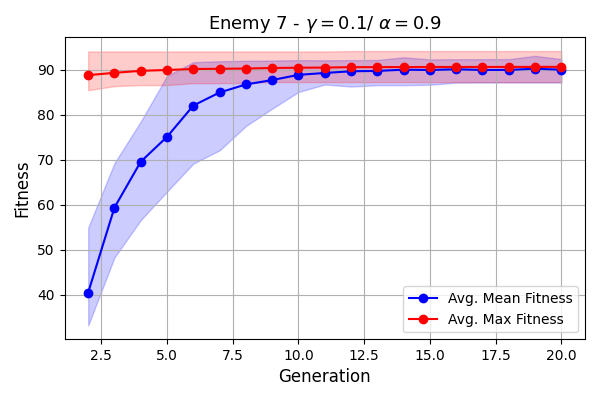 Enemy 7 - γ = 0.1/ α = 0.9
Fitness
90
80
70
60
50
40
2.5 5.0 7.5 10.0 12.5 15.0 17.5 20.0
Generation
Avg. Mean Fitness
Avg. Max Fitness